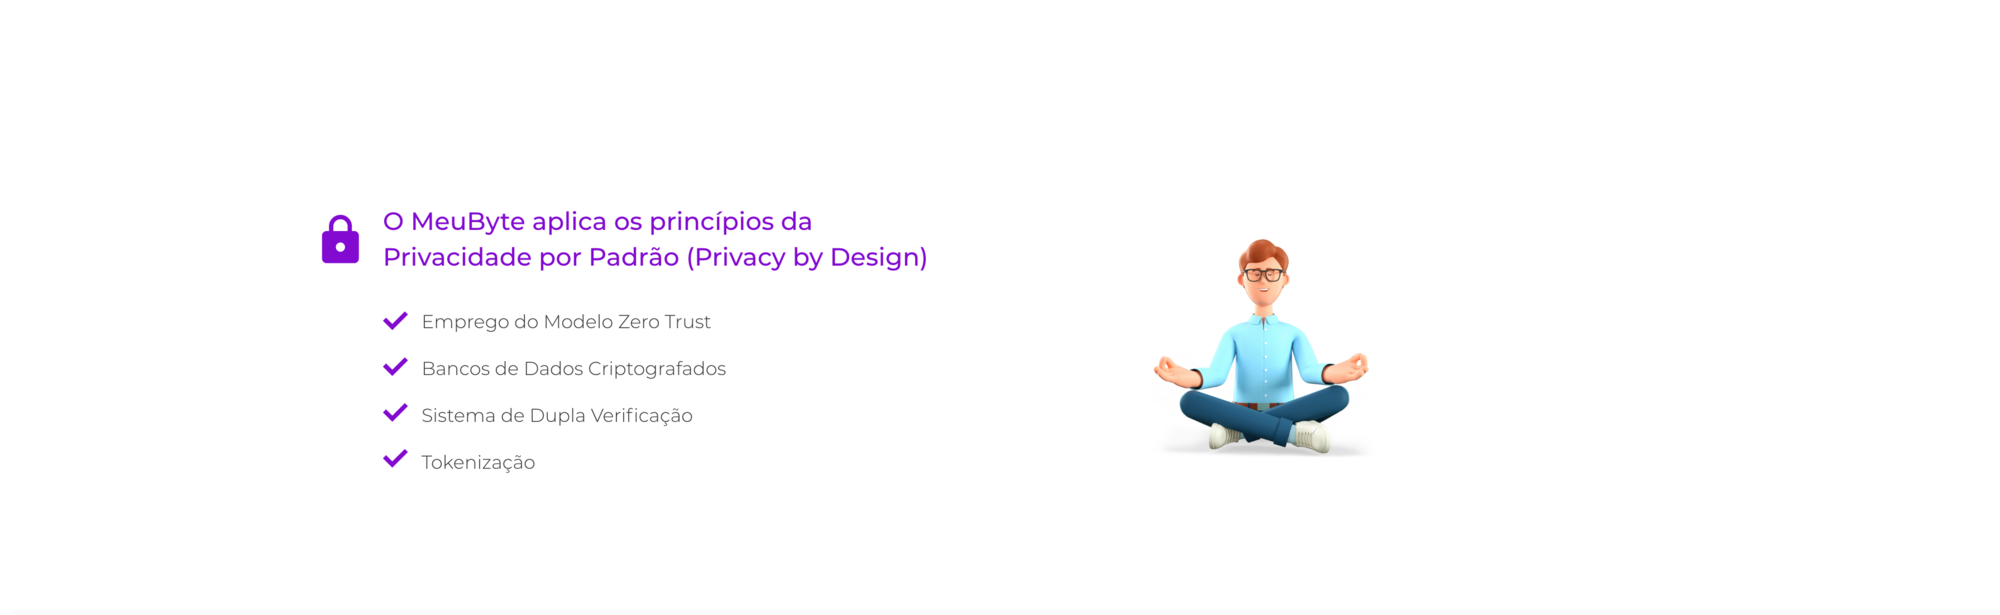 O MeuByte aplica os princípios da
Privacidade por Padrão (Privacy by Design)
Emprego do Modelo Zero Trust
Bancos de Dados Criptografados
Sistema de Dupla Verificação
Tokenização